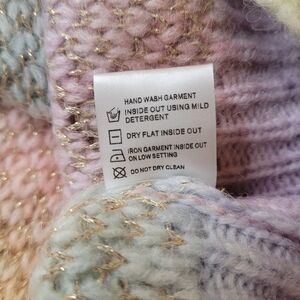 HAND WASH GARMENT
INSIDE OUT USING MILD
DETERGENT
DRY FLAT INSIDE OUT
IRON GARMENT INSIDE OUT
ON LOW SETTING
DO NOT DRY CLEAN